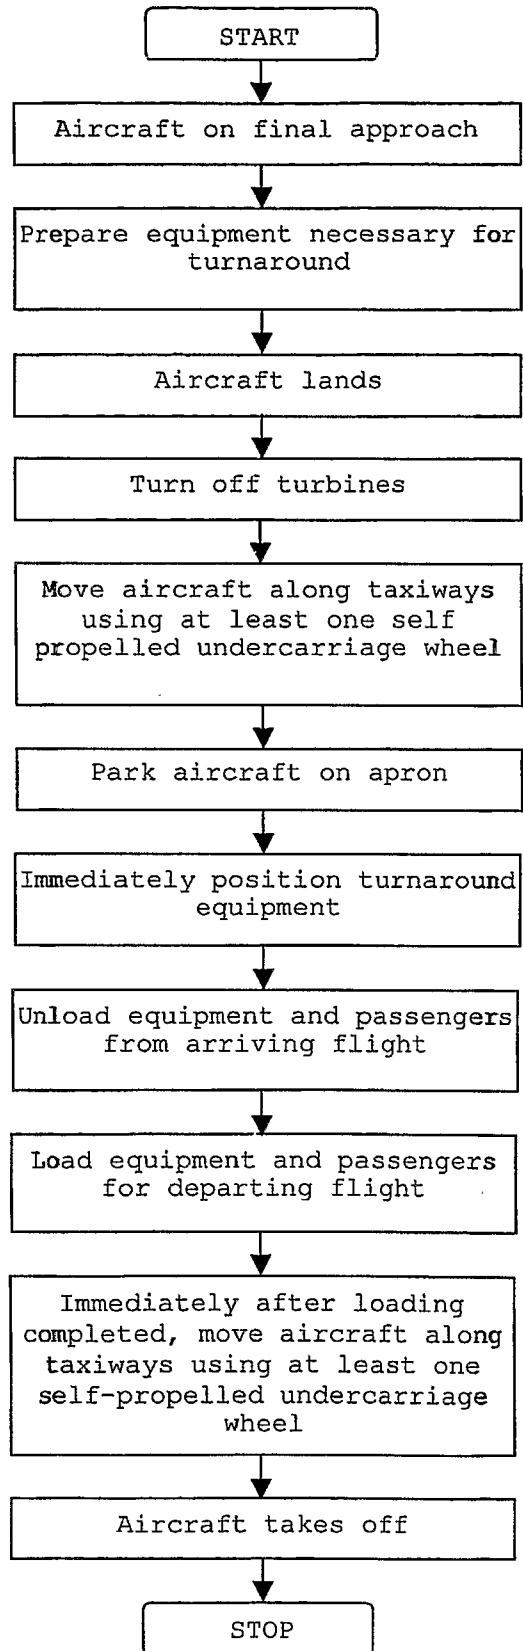 START
Aircraft on final approach
Prepare equipment necessary for
turnaround
Aircraft lands
Turn off turbines
Move aircraft along taxiways
using at least one self
propelled undercarriage wheel
Park aircraft on apron
Immediately position turnaround
equipment
Unload equipment and passengers
from arriving flight
Load equipment and passengers
for departing flight
Immediately after loading
completed, move aircraft along
taxiways using at least one
self-propelled undercarriage
wheel
Aircraft takes off
STOP